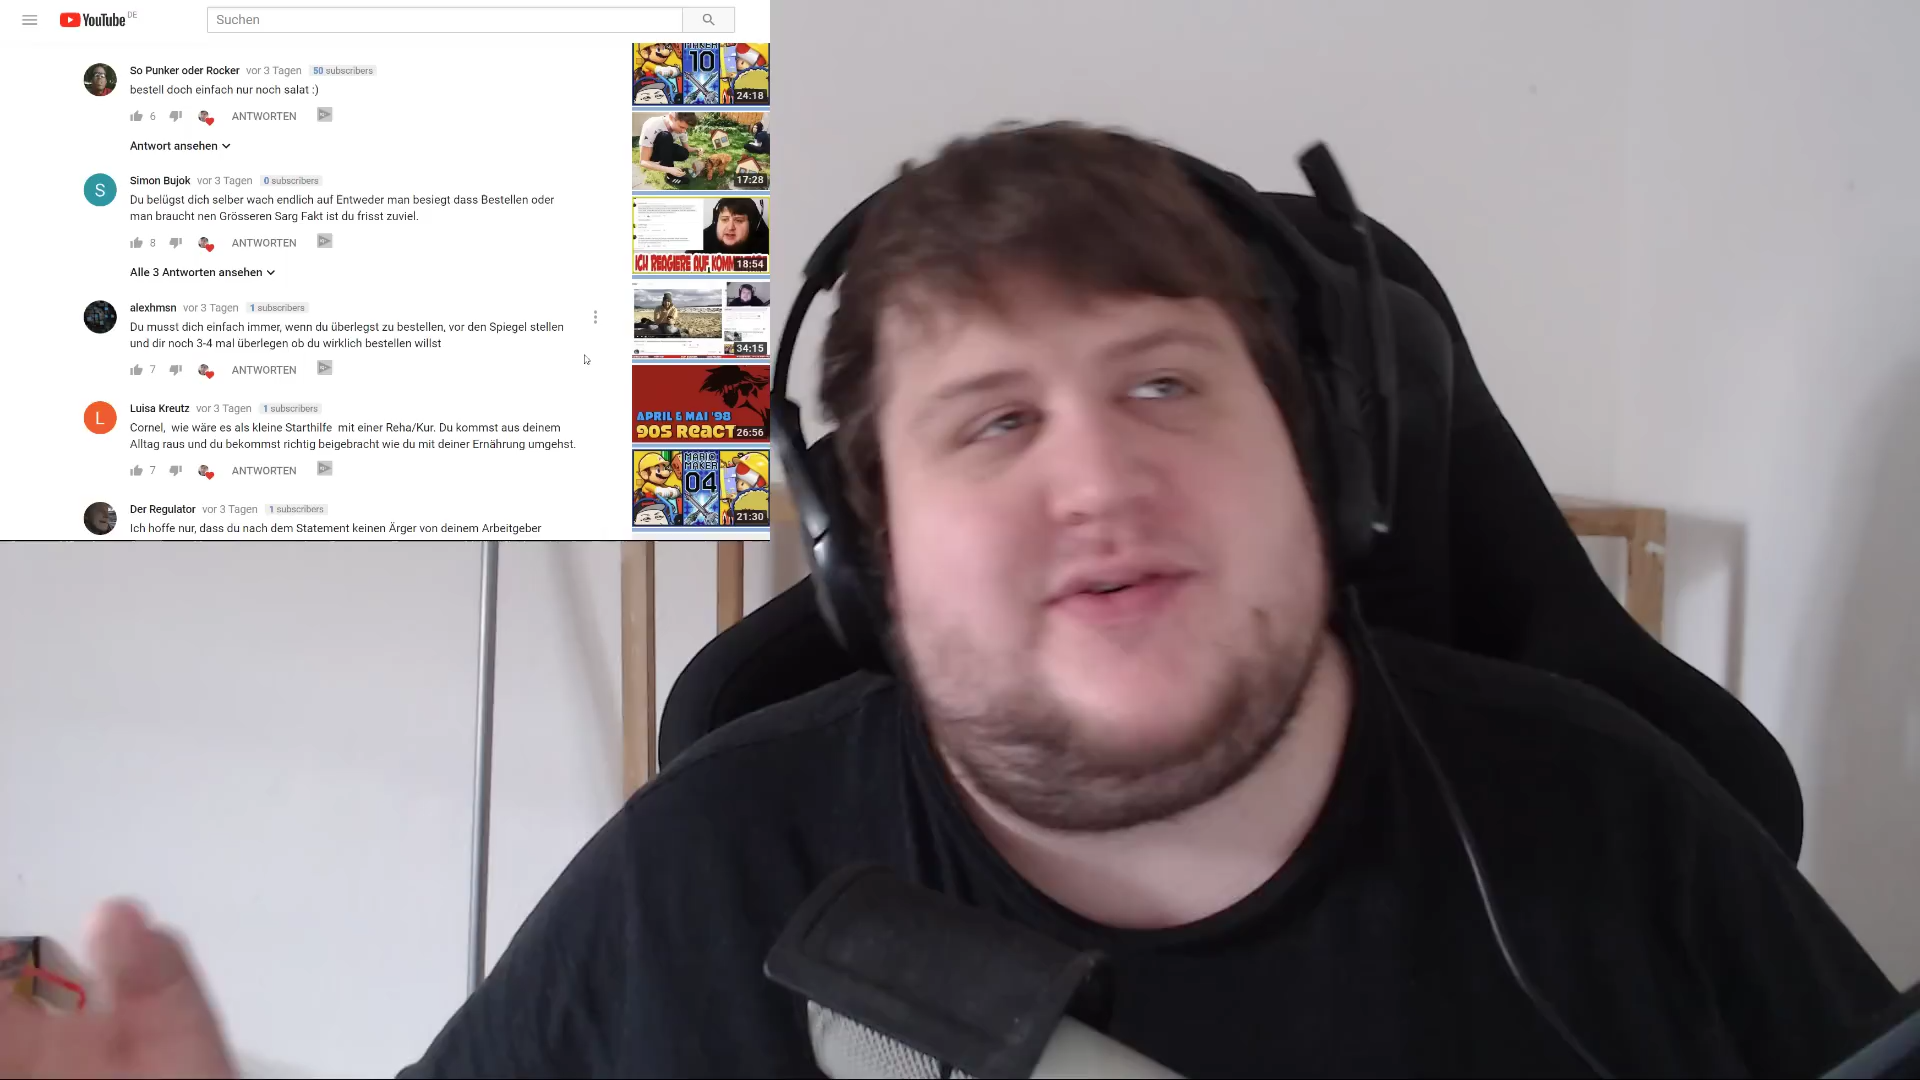 YouTube DE
Suchen
So Punker oder Rocker vor 3 Tagen 50 subscribers
bestell doch einfach nur noch salat :)
6 ANTWORTEN
Antwort ansehen
S
Simon Bujok vor 3 Tagen 0 subscribers
Du belügst dich selber wach endlich auf Entweder man besiegt dass Bestellen oder
man braucht nen Grösseren Sarg Fakt ist du frisst zuviel.
8 ANTWORTEN
Alle 3 Antworten ansehen
alexhmsn vor 3 Tagen 1 subscribers
Du musst dich einfach immer, wenn du überlegst zu bestellen, vor den Spiegel stellen
und dir noch 3-4 mal überlegen ob du wirklich bestellen willst
7 ANTWORTEN
L
Luisa Kreutz vor 3 Tagen 1 subscribers
Cornel, wie wäre es als kleine Starthilfe mit einer Reha/Kur. Du kommst aus deinem
Alltag raus und du bekommst richtig beigebracht wie du mit deiner Ernährung umgehst.
7 ANTWORTEN
Der Regulator vor 3 Tagen 1 subscribers
Ich hoffe nur, dass du nach dem Statement keinen Ärger von deinem Arbeitgeber
MAKER
10
24:18
17:28
ICH REAGIERE AUF
18:54
34:15
APRIL & MAI '98
90S REACT
26:56
MARIO
MAKER
04
21:30